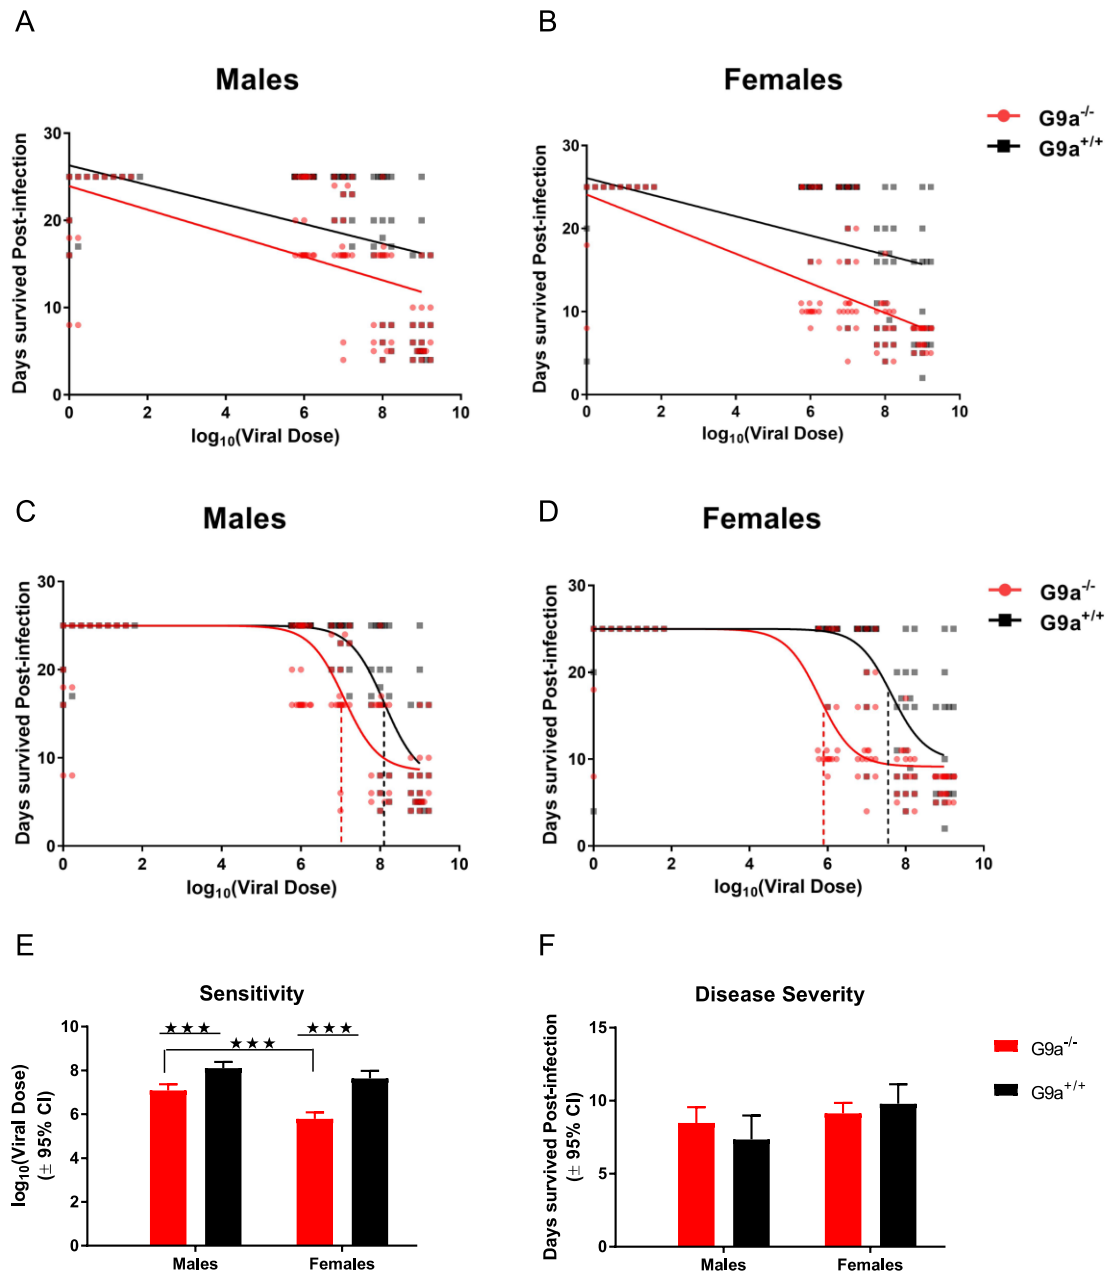 A
B
Males
Females
G9a-/-
G9a+/+
Days survived Post-infection
30
20
10
0
0 2 4 6 8 10
log10(Viral Dose)
Days survived Post-infection
30
20
10
0
0 2 4 6 8 10
log10(Viral Dose)
C
D
Males
Females
G9a-/-
G9a+/+
Days survived Post-infection
30
20
10
0
0 2 4 6 8 10
log10(Viral Dose)
Days survived Post-infection
30
20
10
0
0 2 4 6 8 10
log10(Viral Dose)
E
F
Sensitivity
★★★
★★★
★★★
log10(Viral Dose)
(± 95% CI)
10
8
6
4
2
0
Males Females
Disease Severity
Days survived Post-infection
(± 95% CI)
15
10
5
0
Males Females
G9a-/-
G9a+/+